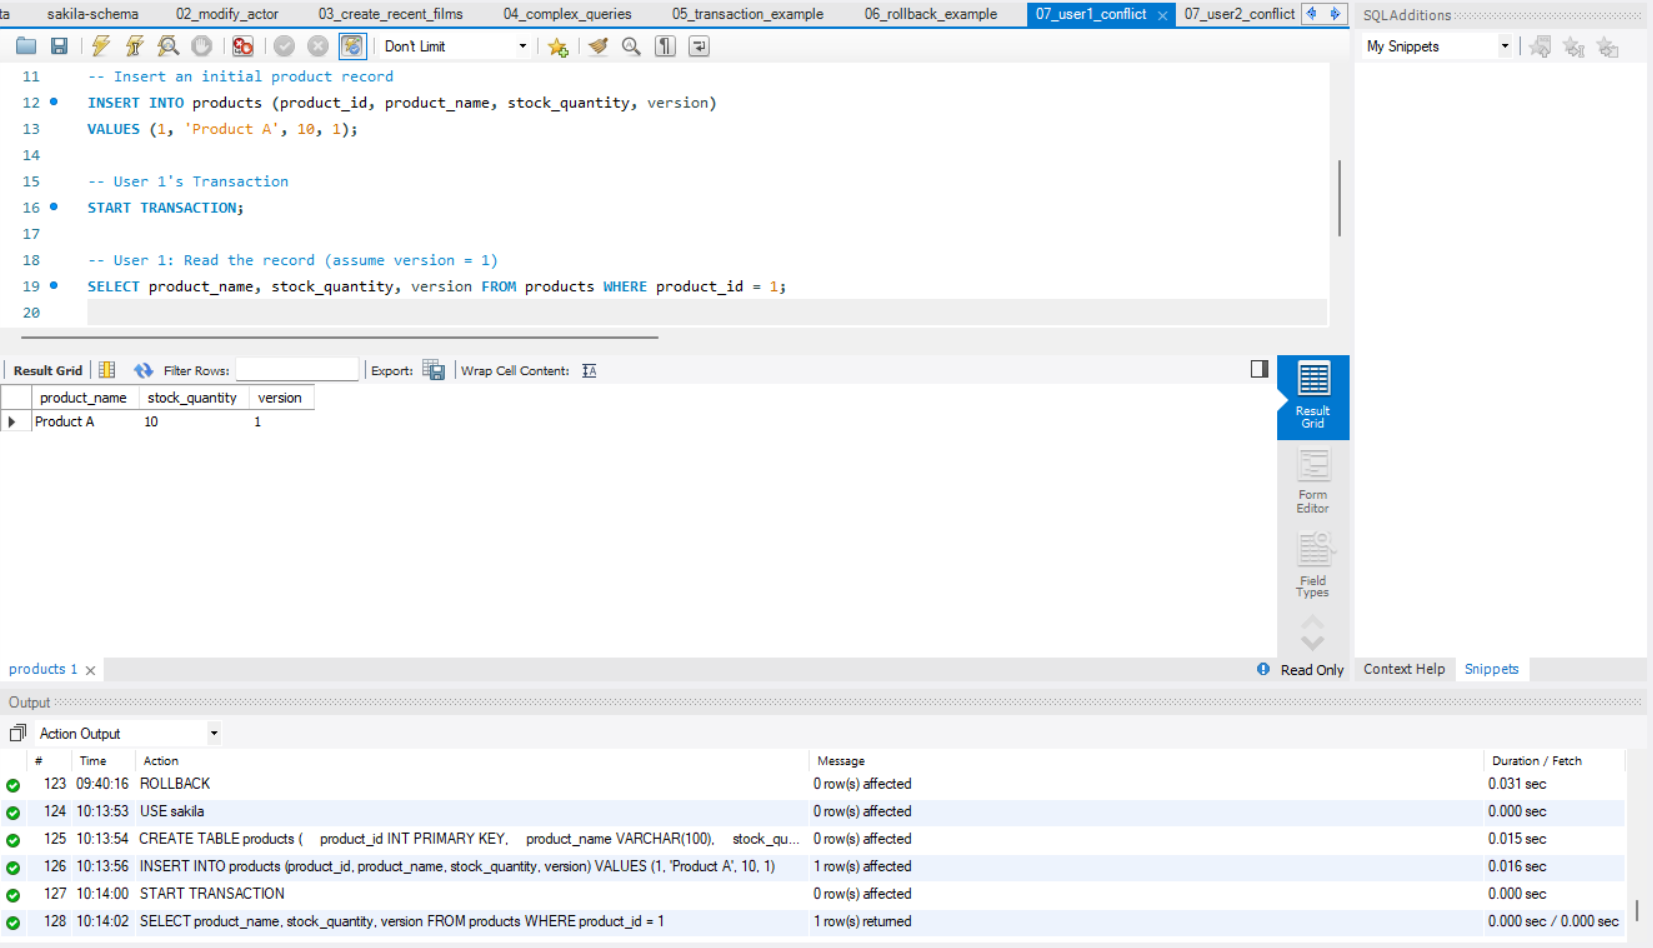 ta sakila-schema 02_modify_actor 03_create_recent_films 04_complex_queries 05_transaction_example 06_rollback_example 07_user1_conflict 07_user2_conflict
SQLAdditions
Don't Limit
My Snippets
11 -- Insert an initial product record
12 INSERT INTO products (product_id, product_name, stock_quantity, version)
13 VALUES (1, 'Product A', 10, 1);
14
15 -- User 1's Transaction
16 START TRANSACTION;
17
18 -- User 1: Read the record (assume version = 1)
19 SELECT product_name, stock_quantity, version FROM products WHERE product_id = 1;
20
Result Grid Filter Rows: Export: Wrap Cell Content: IA
product_name stock_quantity version
Product A 10 1
Result
Grid
Form
Editor
Field
Types
products 1 Read Only
Context Help Snippets
Output
Action Output
# Time Action Message Duration / Fetch
123 09:40:16 ROLLBACK 0 row(s) affected 0.031 sec
124 10:13:53 USE sakila 0 row(s) affected 0.000 sec
125 10:13:54 CREATE TABLE products ( product_id INT PRIMARY KEY, product_name VARCHAR(100), stock_qu... 0 row(s) affected 0.015 sec
126 10:13:56 INSERT INTO products (product_id, product_name, stock_quantity, version) VALUES (1, 'Product A', 10, 1) 1 row(s) affected 0.016 sec
127 10:14:00 START TRANSACTION 0 row(s) affected 0.000 sec
128 10:14:02 SELECT product_name, stock_quantity, version FROM products WHERE product_id = 1 1 row(s) returned 0.000 sec / 0.000 sec